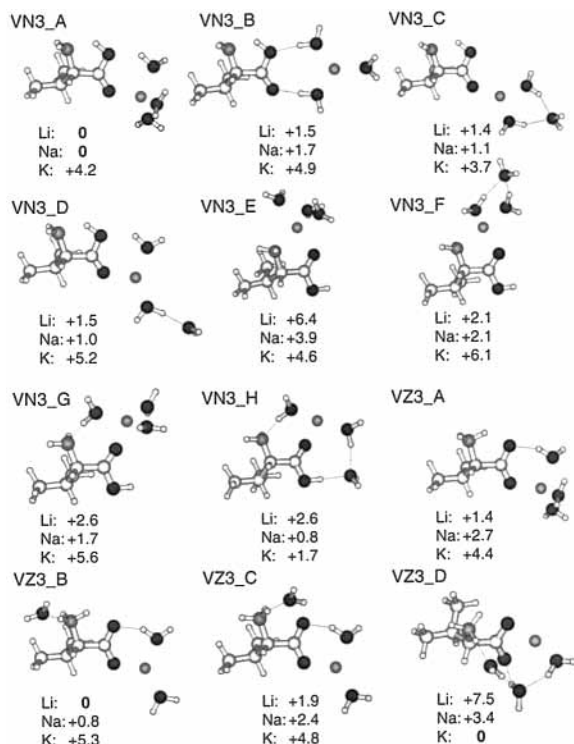 VN3_A
VN3_B
VN3_C
Li: 0
Na: 0
K: +4.2
Li: +1.5
Na: +1.7
K: +4.9
Li: +1.4
Na: +1.1
K: +3.7
VN3_D
VN3_E
VN3_F
Li: +1.5
Na: +1.0
K: +5.2
Li: +6.4
Na: +3.9
K: +4.6
Li: +2.1
Na: +2.1
K: +6.1
VN3_G
VN3_H
VZ3_A
Li: +2.6
Na: +1.7
K: +5.6
Li: +2.6
Na: +0.8
K: +1.7
Li: +1.4
Na: +2.7
K: +4.4
VZ3_B
VZ3_C
VZ3_D
Li: 0
Na: +0.8
K: +5.3
Li: +1.9
Na: +2.4
K: +4.8
Li: +7.5
Na: +3.4
K: 0